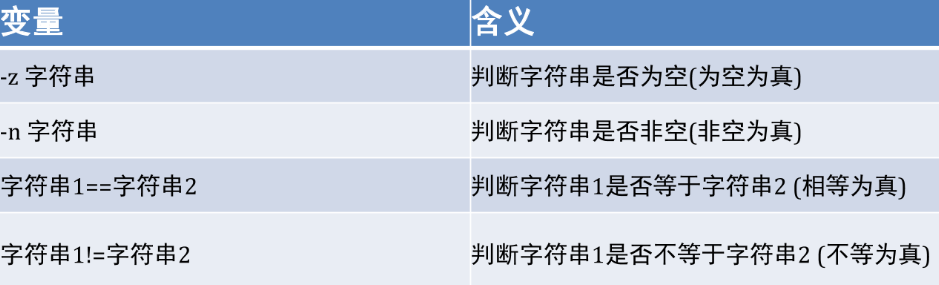 变量 含义
-z 字符串 判断字符串是否为空(为空为真)
-n 字符串 判断字符串是否非空(非空为真)
字符串1==字符串2 判断字符串1是否等于字符串2 (相等为真)
字符串1!=字符串2 判断字符串1是否不等于字符串2 (不等为真)